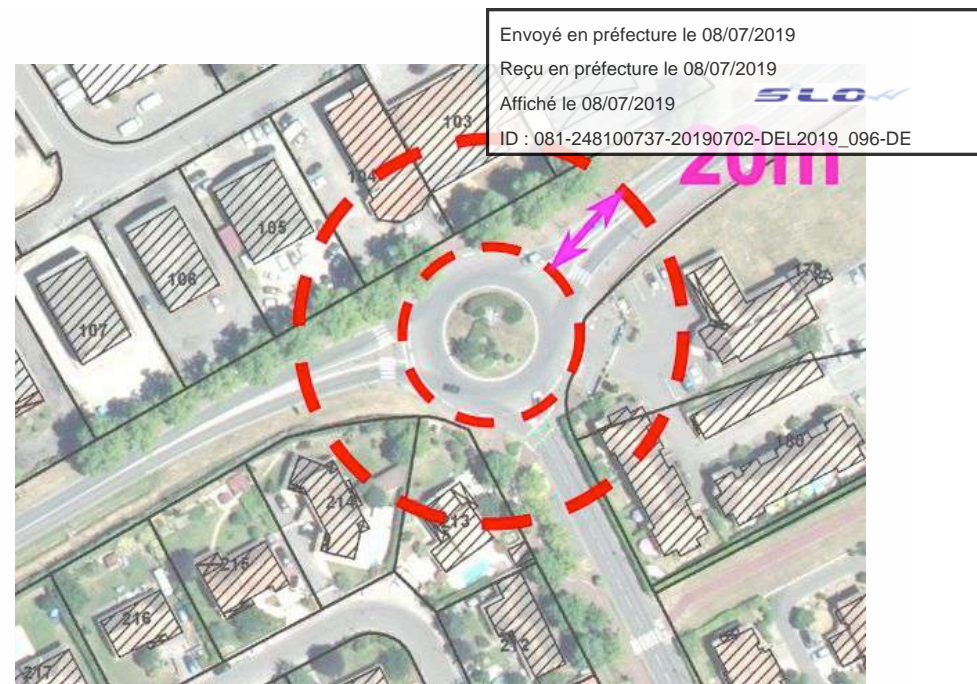 Envoyé en préfecture le 08/07/2019
Reçu en préfecture le 08/07/2019
Affiché le 08/07/2019
SLOW
ID : 081-248100737-20190702-DEL2019_096-DE
20m
103
104
105
106
107
178
180
214
213
215
216
212
217